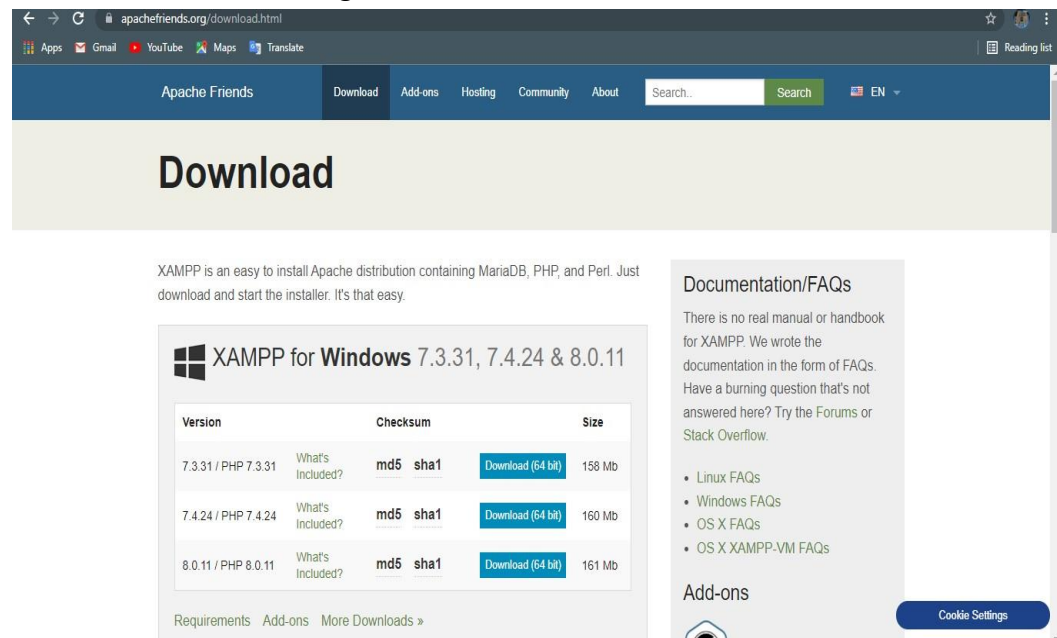 apachefriends.org/download.html
Apps Gmail YouTube Maps Translate Reading list
Apache Friends Download Add-ons Hosting Community About Search.. Search EN
Download
XAMPP is an easy to install Apache distribution containing MariaDB, PHP, and Perl. Just
download and start the installer. It's that easy.
XAMPP for Windows 7.3.31, 7.4.24 & 8.0.11
Version Checksum Size
7.3.31 / PHP 7.3.31 What's Included? md5 sha1 Download (64 bit) 158 Mb
7.4.24 / PHP 7.4.24 What's Included? md5 sha1 Download (64 bit) 160 Mb
8.0.11 / PHP 8.0.11 What's Included? md5 sha1 Download (64 bit) 161 Mb
Requirements Add-ons More Downloads »
Documentation/FAQs
There is no real manual or handbook
for XAMPP. We wrote the
documentation in the form of FAQs.
Have a burning question that's not
answered here? Try the Forums or
Stack Overflow.
• Linux FAQs
• Windows FAQs
• OS X FAQs
• OS X XAMPP-VM FAQs
Add-ons
Cookie Settings